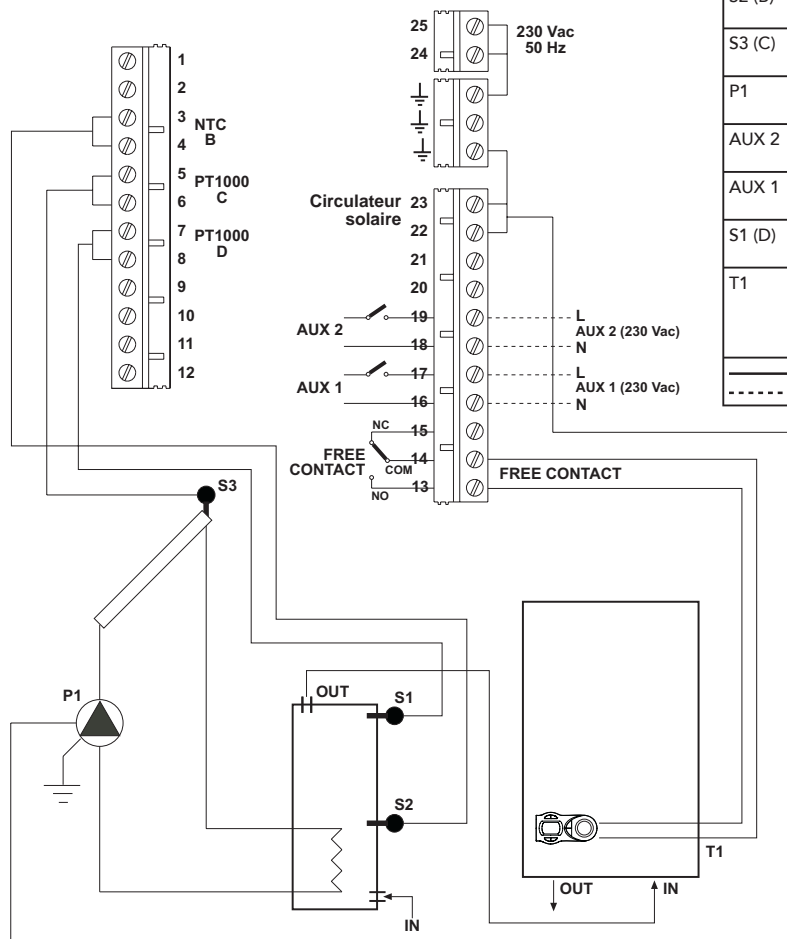 25
24
230 Vac
50 Hz
1
2
3
4
5
6
7
8
9
10
11
12
NTC
B
PT1000
C
PT1000
D
Circulateur
solaire
23
22
21
20
19
18
17
16
15
14
13
AUX 2
AUX 1
L
AUX 2 (230 Vac)
N
L
AUX 1 (230 Vac)
N
NC
FREE
CONTACT
COM
NO
FREE CONTACT
S3 (C)
P1
AUX 2
AUX 1
S1 (D)
T1
S3
P1
OUT
S1
S2
IN
T1
OUT
IN